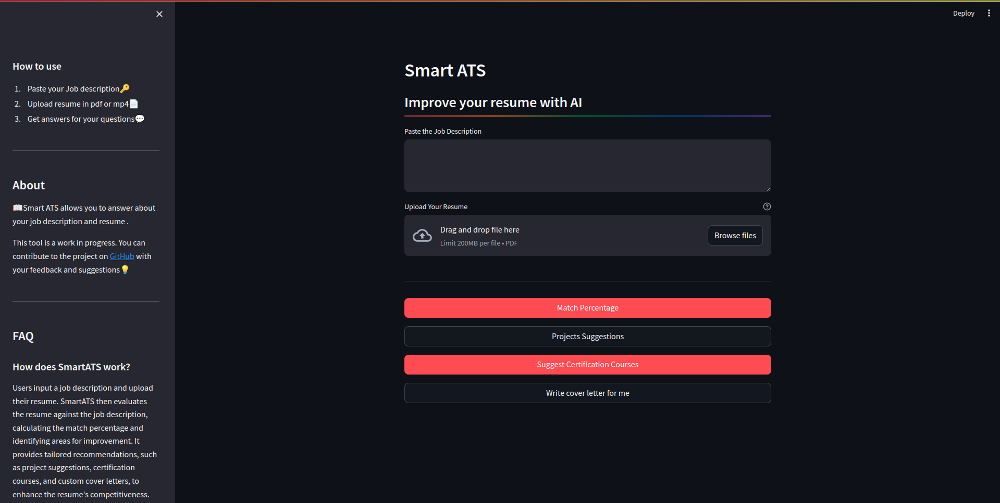 Deploy
How to use
1. Paste your Job description🔑
2. Upload resume in pdf or mp4📄
3. Get answers for your questions💬
About
📖Smart ATS allows you to answer about
your job description and resume .
This tool is a work in progress. You can
contribute to the project on GitHub with
your feedback and suggestions💡
FAQ
How does SmartATS work?
Users input a job description and upload
their resume. SmartATS then evaluates
the resume against the job description,
calculating the match percentage and
identifying areas for improvement. It
provides tailored recommendations, such
as project suggestions, certification
courses, and custom cover letters, to
enhance the resume's competitiveness.
Smart ATS
Improve your resume with AI
Paste the Job Description
Upload Your Resume
Drag and drop file here
Limit 200MB per file • PDF
Browse files
Match Percentage
Projects Suggestions
Suggest Certification Courses
Write cover letter for me